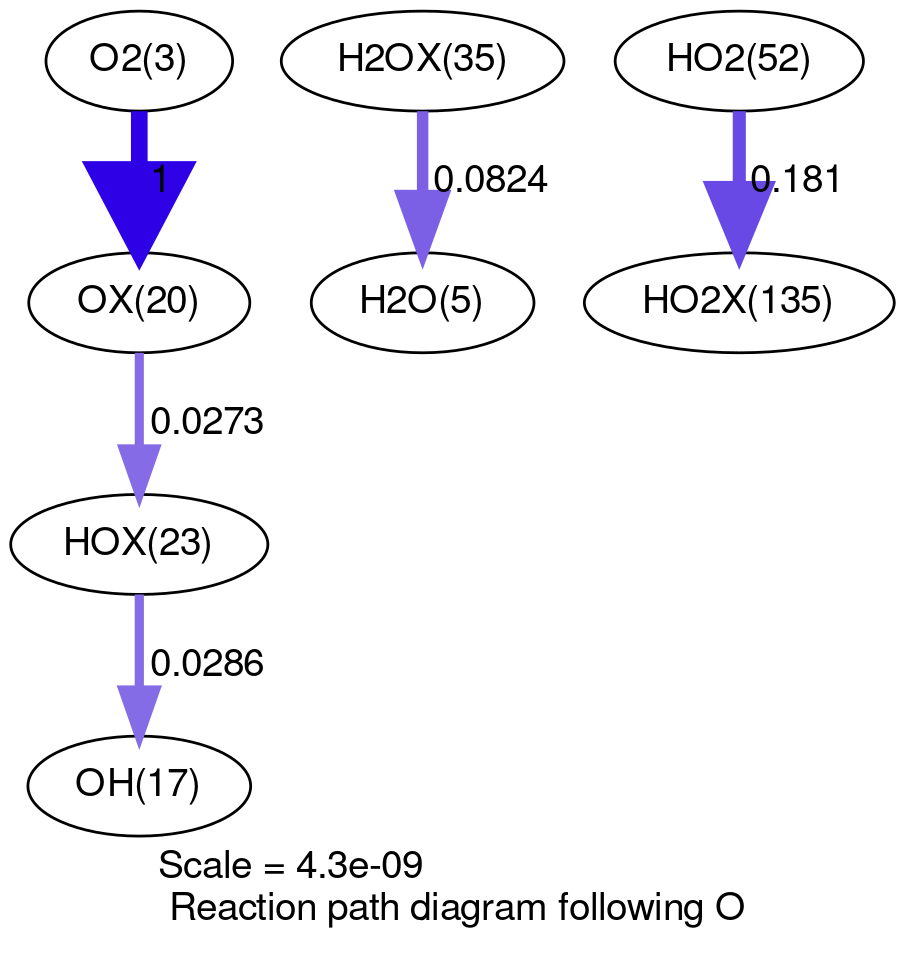 O2(3)
H2OX(35)
HO2(52)
1
0.0824
0.181
OX(20)
H2O(5)
HO2X(135)
0.0273
HOX(23)
0.0286
OH(17)
Scale = 4.3e-09
Reaction path diagram following O